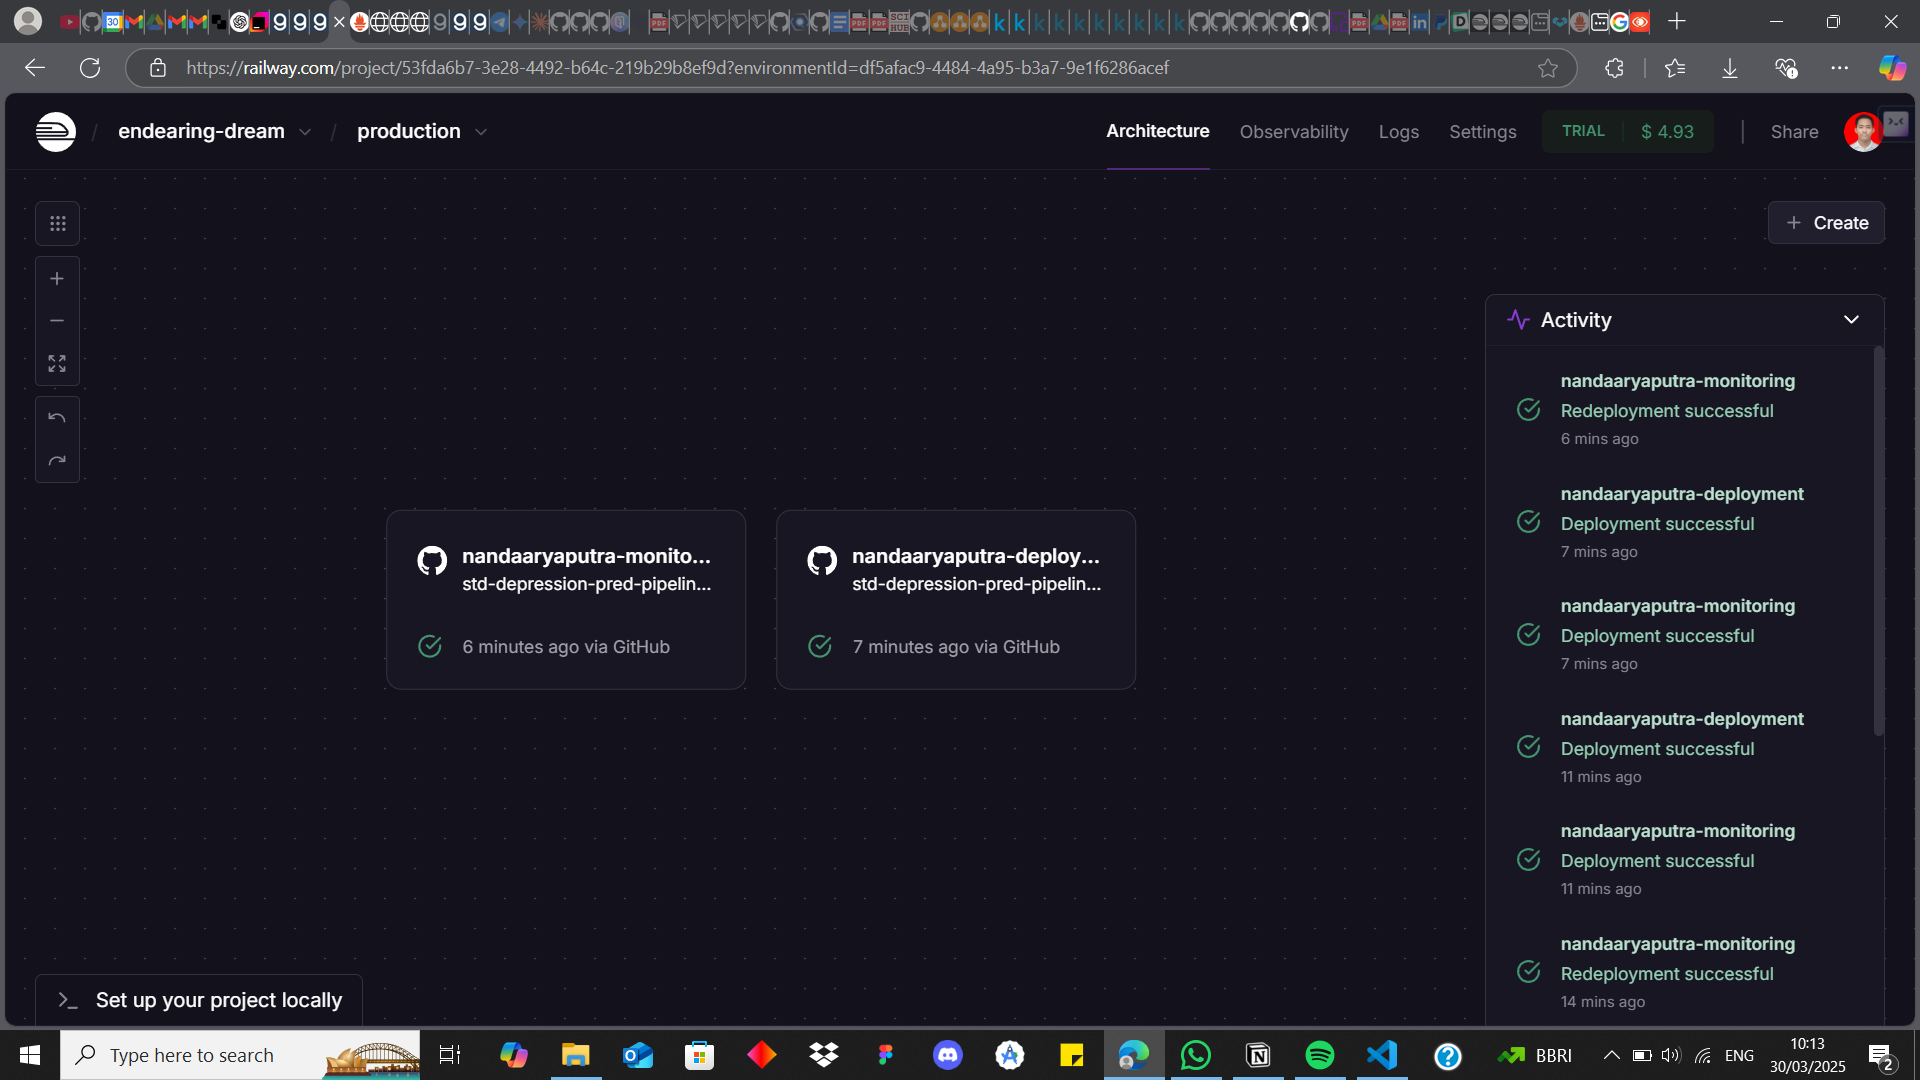 https://railway.com/project/53fda6b7-3e28-4492-b64c-219b29b8ef9d?environmentId=df5afac9-4484-4a95-b3a7-9e1f6286acef
/ endearing-dream / production
Architecture Observability Logs Settings TRIAL $ 4.93 Share
+ Create
Activity
nandaaryaputra-monitoring
Redeployment successful
6 mins ago
nandaaryaputra-deployment
Deployment successful
7 mins ago
nandaaryaputra-monitoring
Deployment successful
7 mins ago
nandaaryaputra-deployment
Deployment successful
11 mins ago
nandaaryaputra-monitoring
Deployment successful
11 mins ago
nandaaryaputra-monitoring
Redeployment successful
14 mins ago
nandaaryaputra-monito...
std-depression-pred-pipelin...
6 minutes ago via GitHub
nandaaryaputra-deploy...
std-depression-pred-pipelin...
7 minutes ago via GitHub
Set up your project locally
Type here to search
BBRI
ENG
10:13
30/03/2025
2